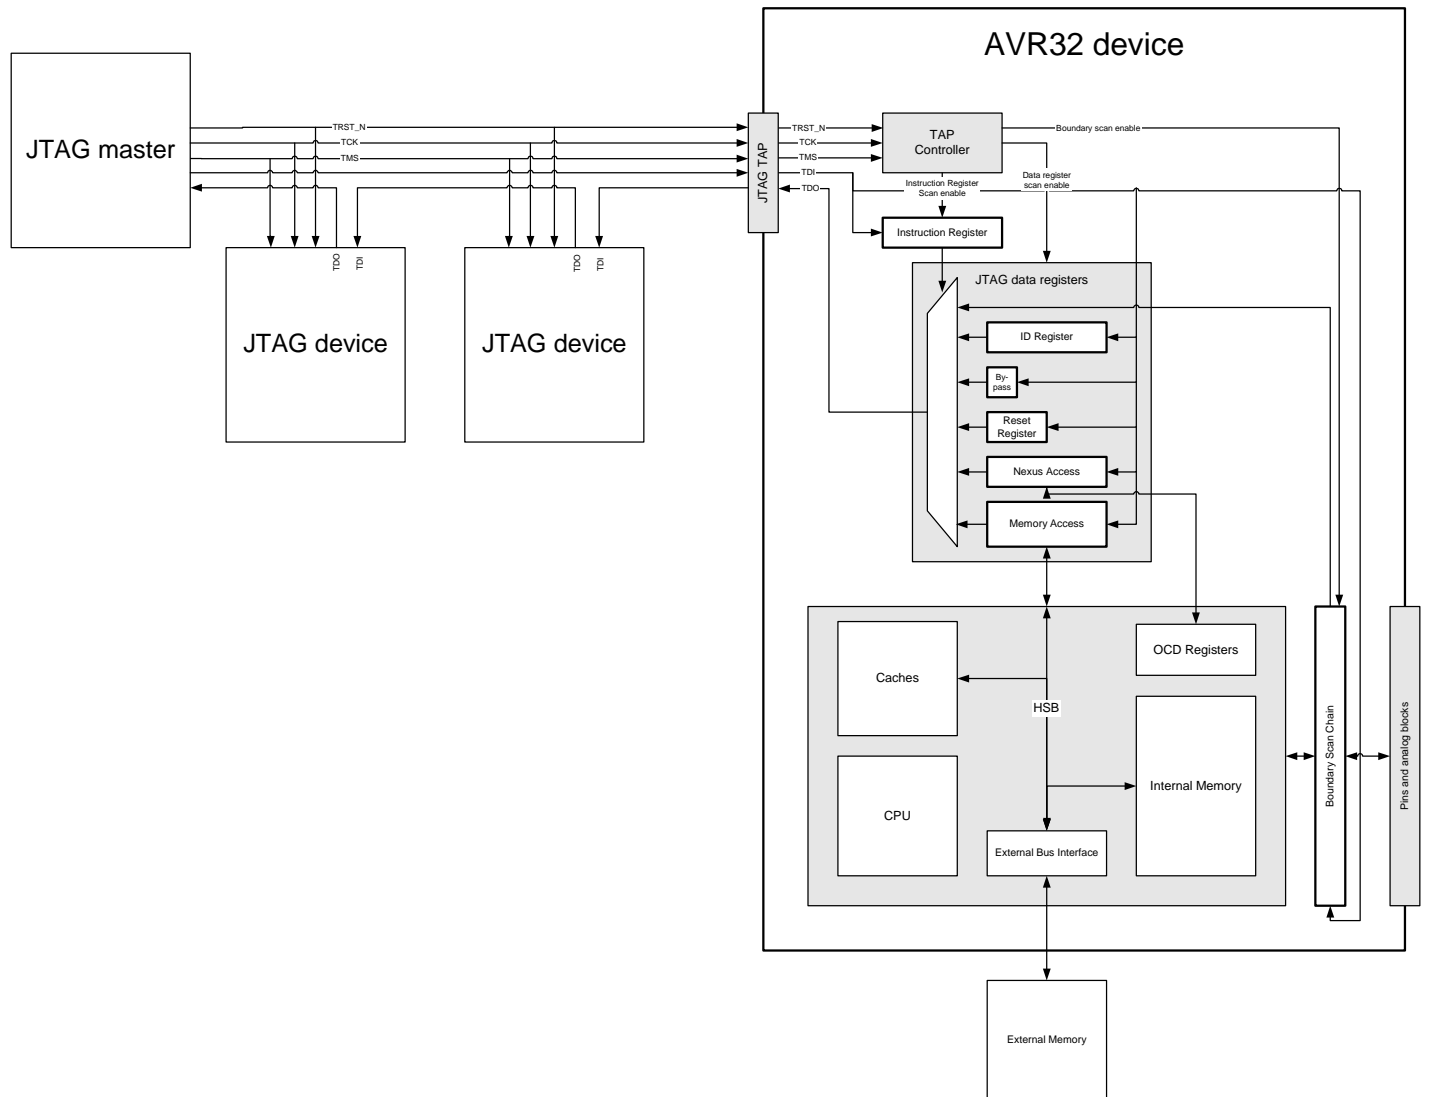 AVR32 device
JTAG master
TRST_N
TCK
TMS
JTAG TAP
TRST_N
TCK
TMS
TDI
TDO
TAP
Controller
Boundary scan enable
Instruction Register
Scan enable
Data register
scan enable
Instruction Register
TDO
TDI
JTAG device
TDO
TDI
JTAG device
JTAG data registers
ID Register
By-
pass
Reset
Register
Nexus Access
Memory Access
Caches
CPU
HSB
OCD Registers
Internal Memory
External Bus Interface
Boundary Scan Chain
Pins and analog blocks
External Memory